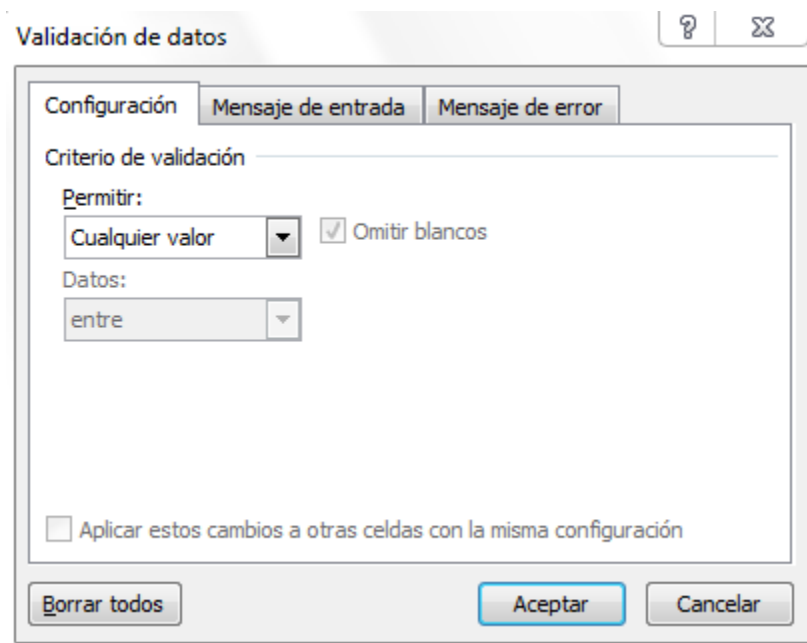 Validación de datos
Configuración
Mensaje de entrada
Mensaje de error
Criterio de validación
Permitir:
Cualquier valor
Omitir blancos
Datos:
entre
Aplicar estos cambios a otras celdas con la misma configuración
Borrar todos
Aceptar
Cancelar